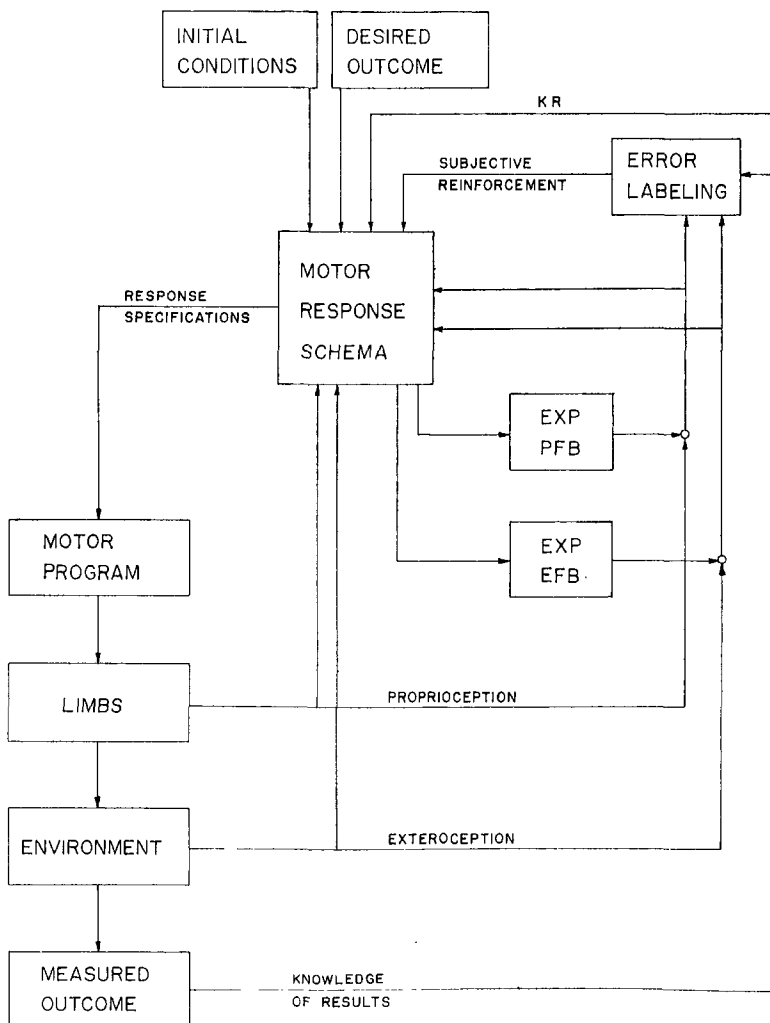 INITIAL
CONDITIONS
DESIRED
OUTCOME
KR
SUBJECTIVE
REINFORCEMENT
ERROR
LABELING
MOTOR
RESPONSE
SCHEMA
RESPONSE
SPECIFICATIONS
EXP
PFB
EXP
EFB
MOTOR
PROGRAM
LIMBS
PROPRIOCEPTION
ENVIRONMENT
EXTEROCEPTION
MEASURED
OUTCOME
KNOWLEDGE
OF RESULTS